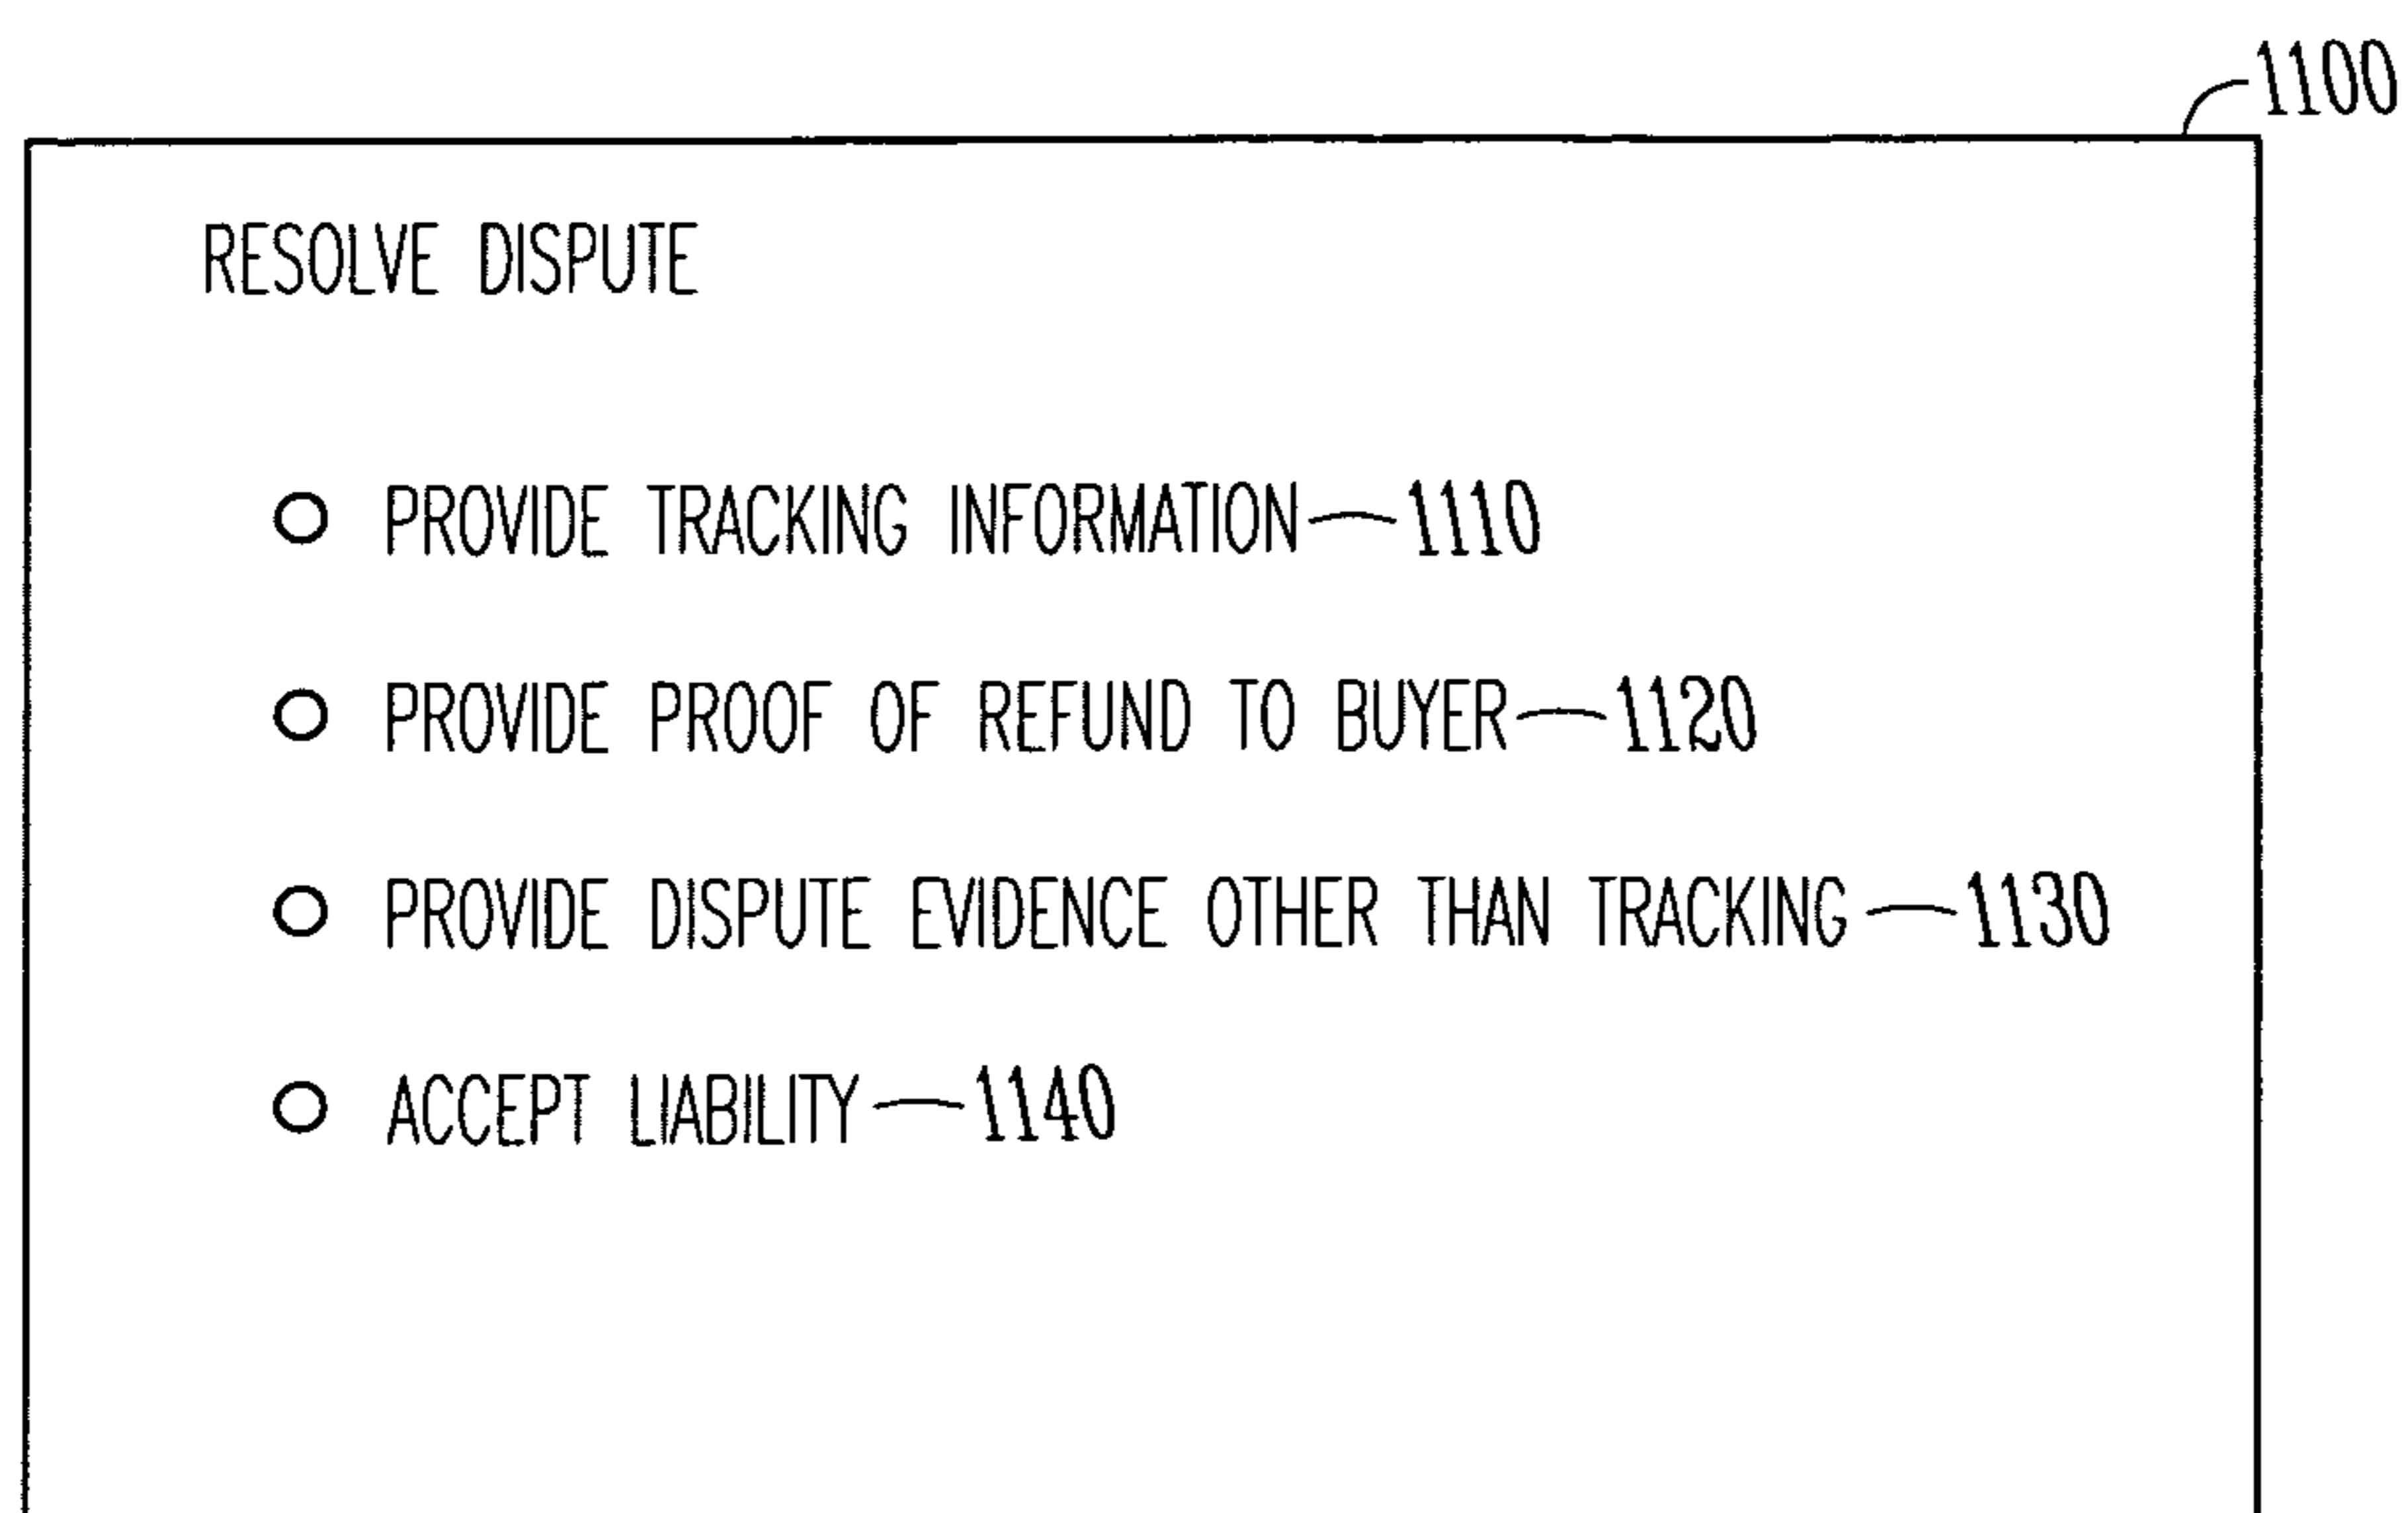 1100
RESOLVE DISPUTE
PROVIDE TRACKING INFORMATION 1110
PROVIDE PROOF OF REFUND TO BUYER 1120
PROVIDE DISPUTE EVIDENCE OTHER THAN TRACKING 1130
ACCEPT LIABILITY 1140